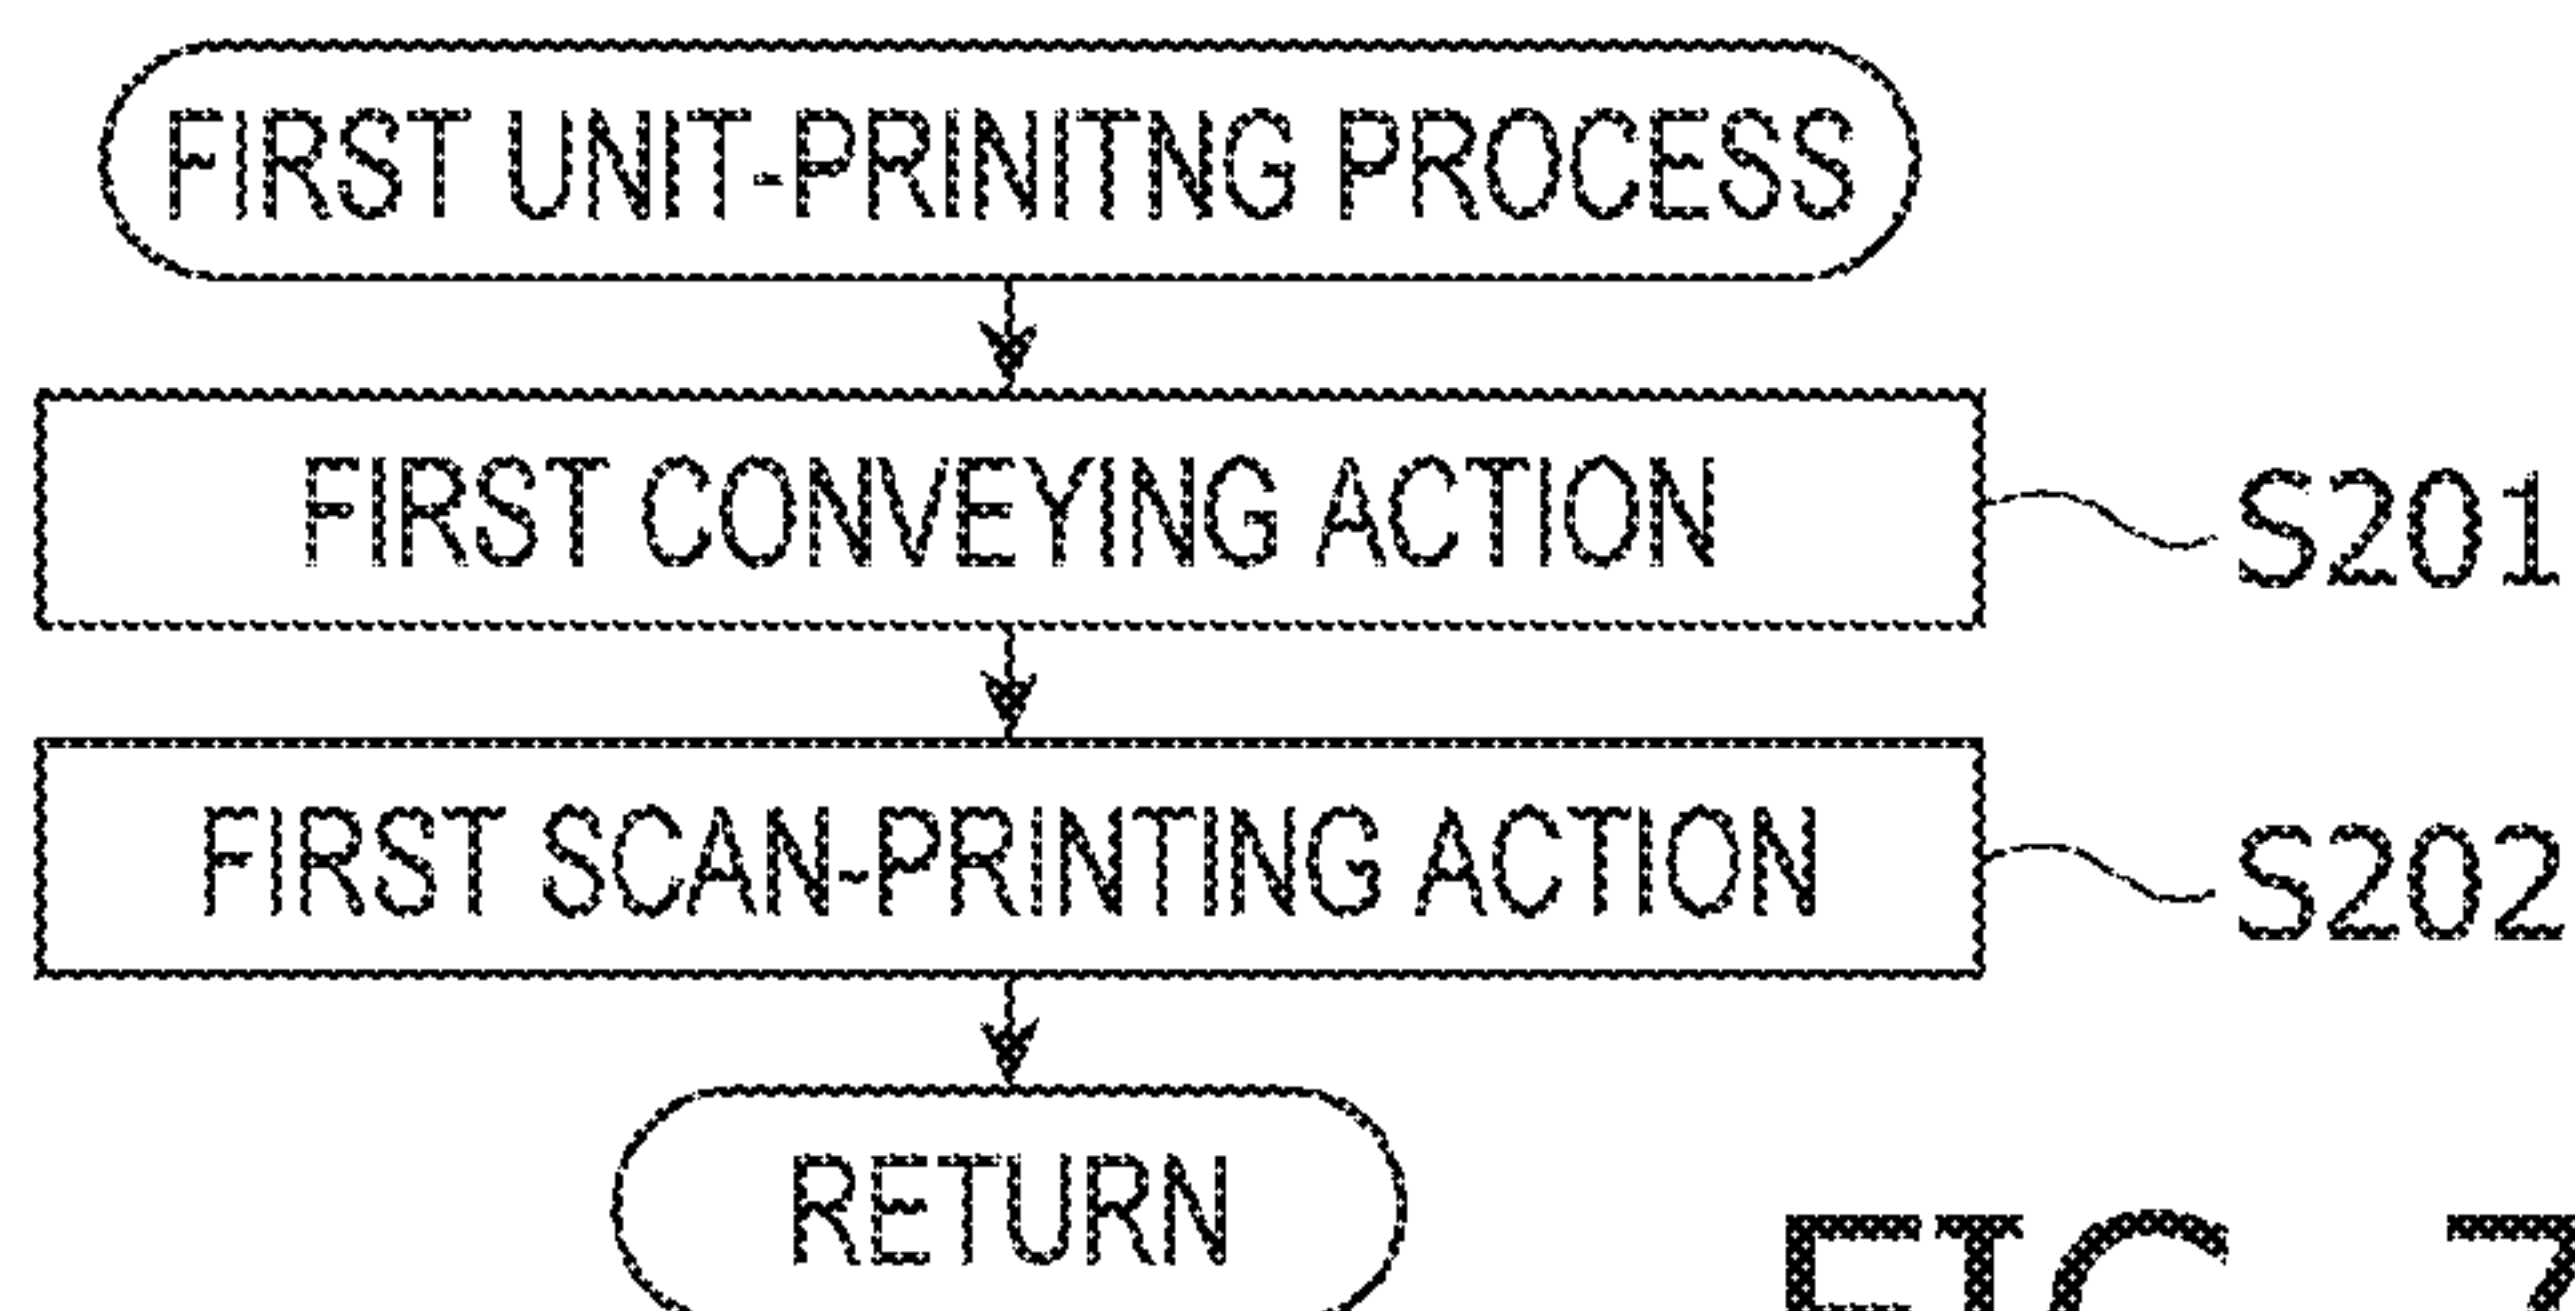 FIRST UNIT-PRINITNG PROCESS
FIRST CONVEYING ACTION
S201
FIRST SCAN-PRINTING ACTION
S202
RETURN